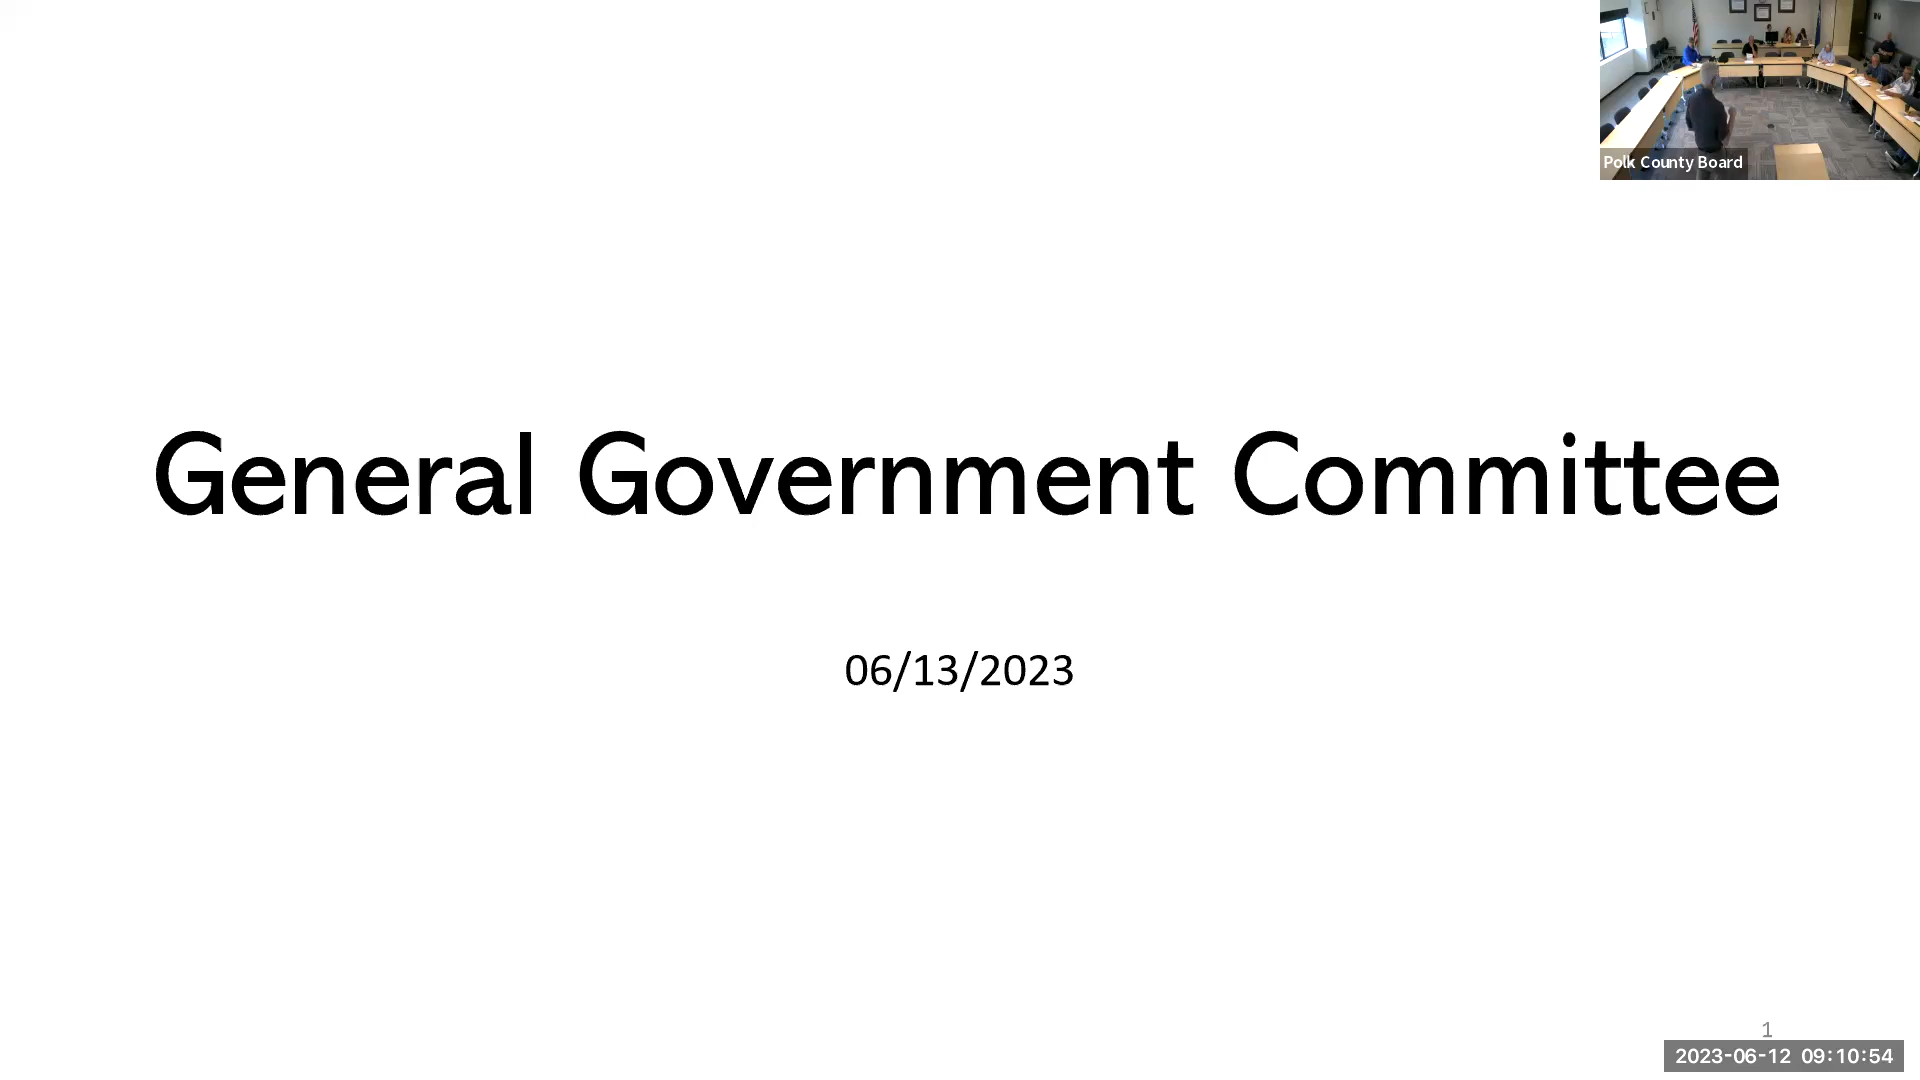 Polk County Board
General Government Committee
06/13/2023
1
2023-06-12 09:10:54